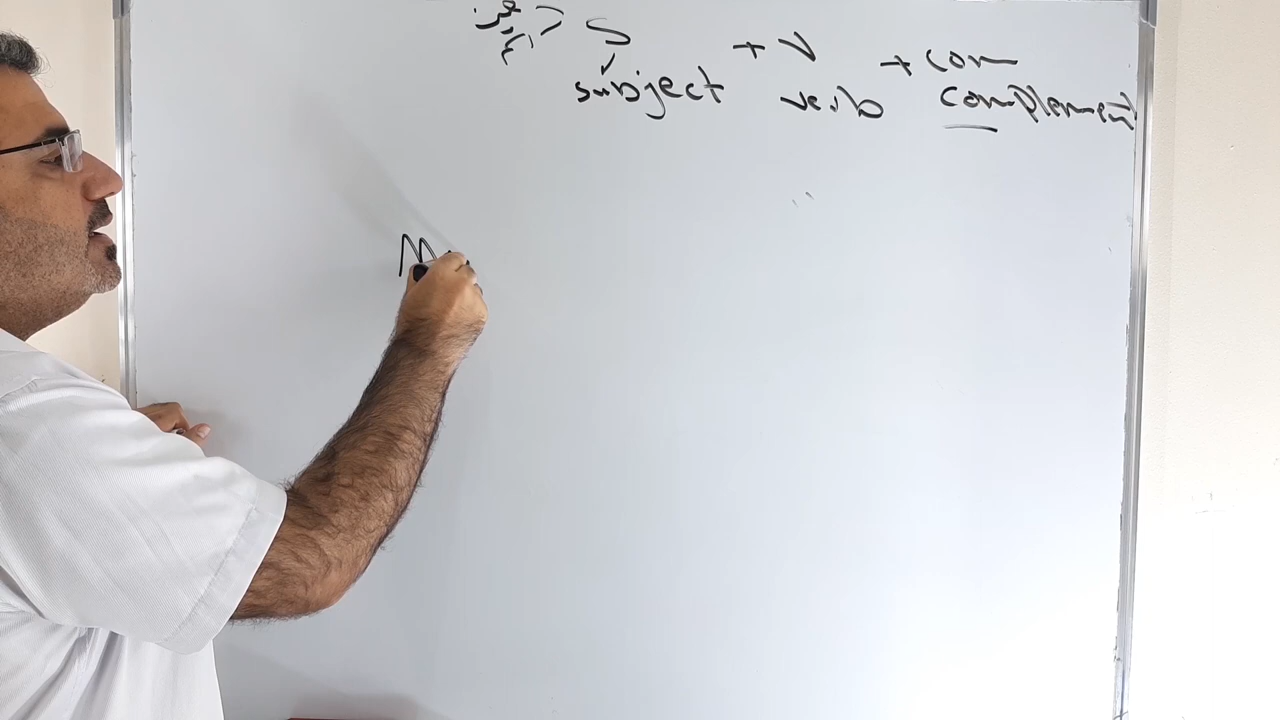 S + V + com
subject verb complement
M